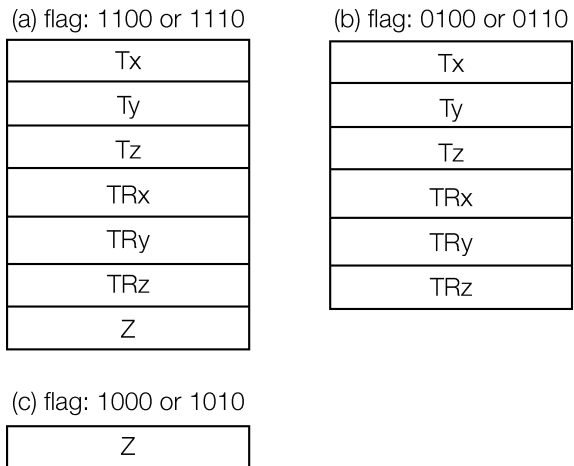 (a) flag: 1100 or 1110
Tx
Ty
Tz
TRx
TRy
TRz
Z
(b) flag: 0100 or 0110
Tx
Ty
Tz
TRx
TRy
TRz
(c) flag: 1000 or 1010
Z